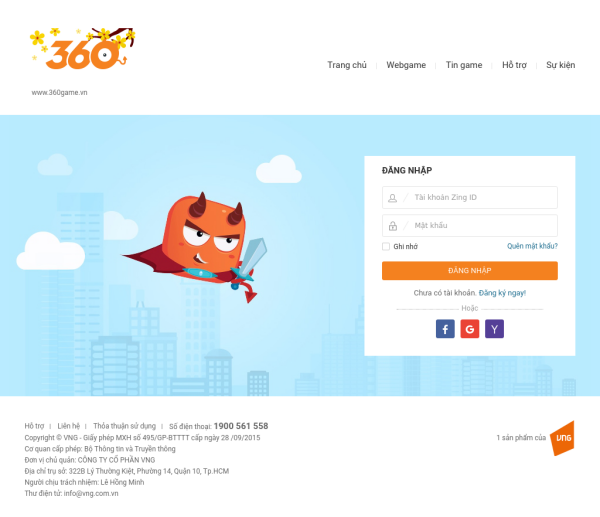 360
www.360game.vn
Trang chủ | Webgame | Tin game | Hỗ trợ | Sự kiện
ĐĂNG NHẬP
Tài khoản Zing ID
Mật khẩu
Ghi nhớ
Quên mật khẩu?
ĐĂNG NHẬP
Chưa có tài khoản. Đăng ký ngay!
Hoặc
f G Y
Hỗ trợ | Liên hệ | Thỏa thuận sử dụng | Số điện thoại: 1900 561 558
Copyright © VNG - Giấy phép MXH số 495/GP-BTTTT cấp ngày 28 /09/2015
Cơ quan cấp phép: Bộ Thông tin và Truyền thông
Đơn vị chủ quản: CÔNG TY CỔ PHẦN VNG
Địa chỉ trụ sở: 322B Lý Thường Kiệt, Phường 14, Quận 10, Tp.HCM
Người chịu trách nhiệm: Lê Hồng Minh
Thư điện tử: info@vng.com.vn
1 sản phẩm của VNG